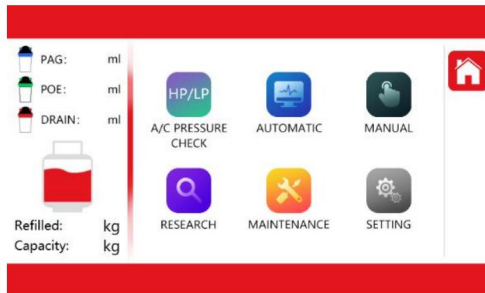 PAG: ml
POE: ml
DRAIN: ml
Refilled: kg
Capacity: kg
HP/LP
A/C PRESSURE
CHECK
AUTOMATIC
MANUAL
RESEARCH
MAINTENANCE
SETTING